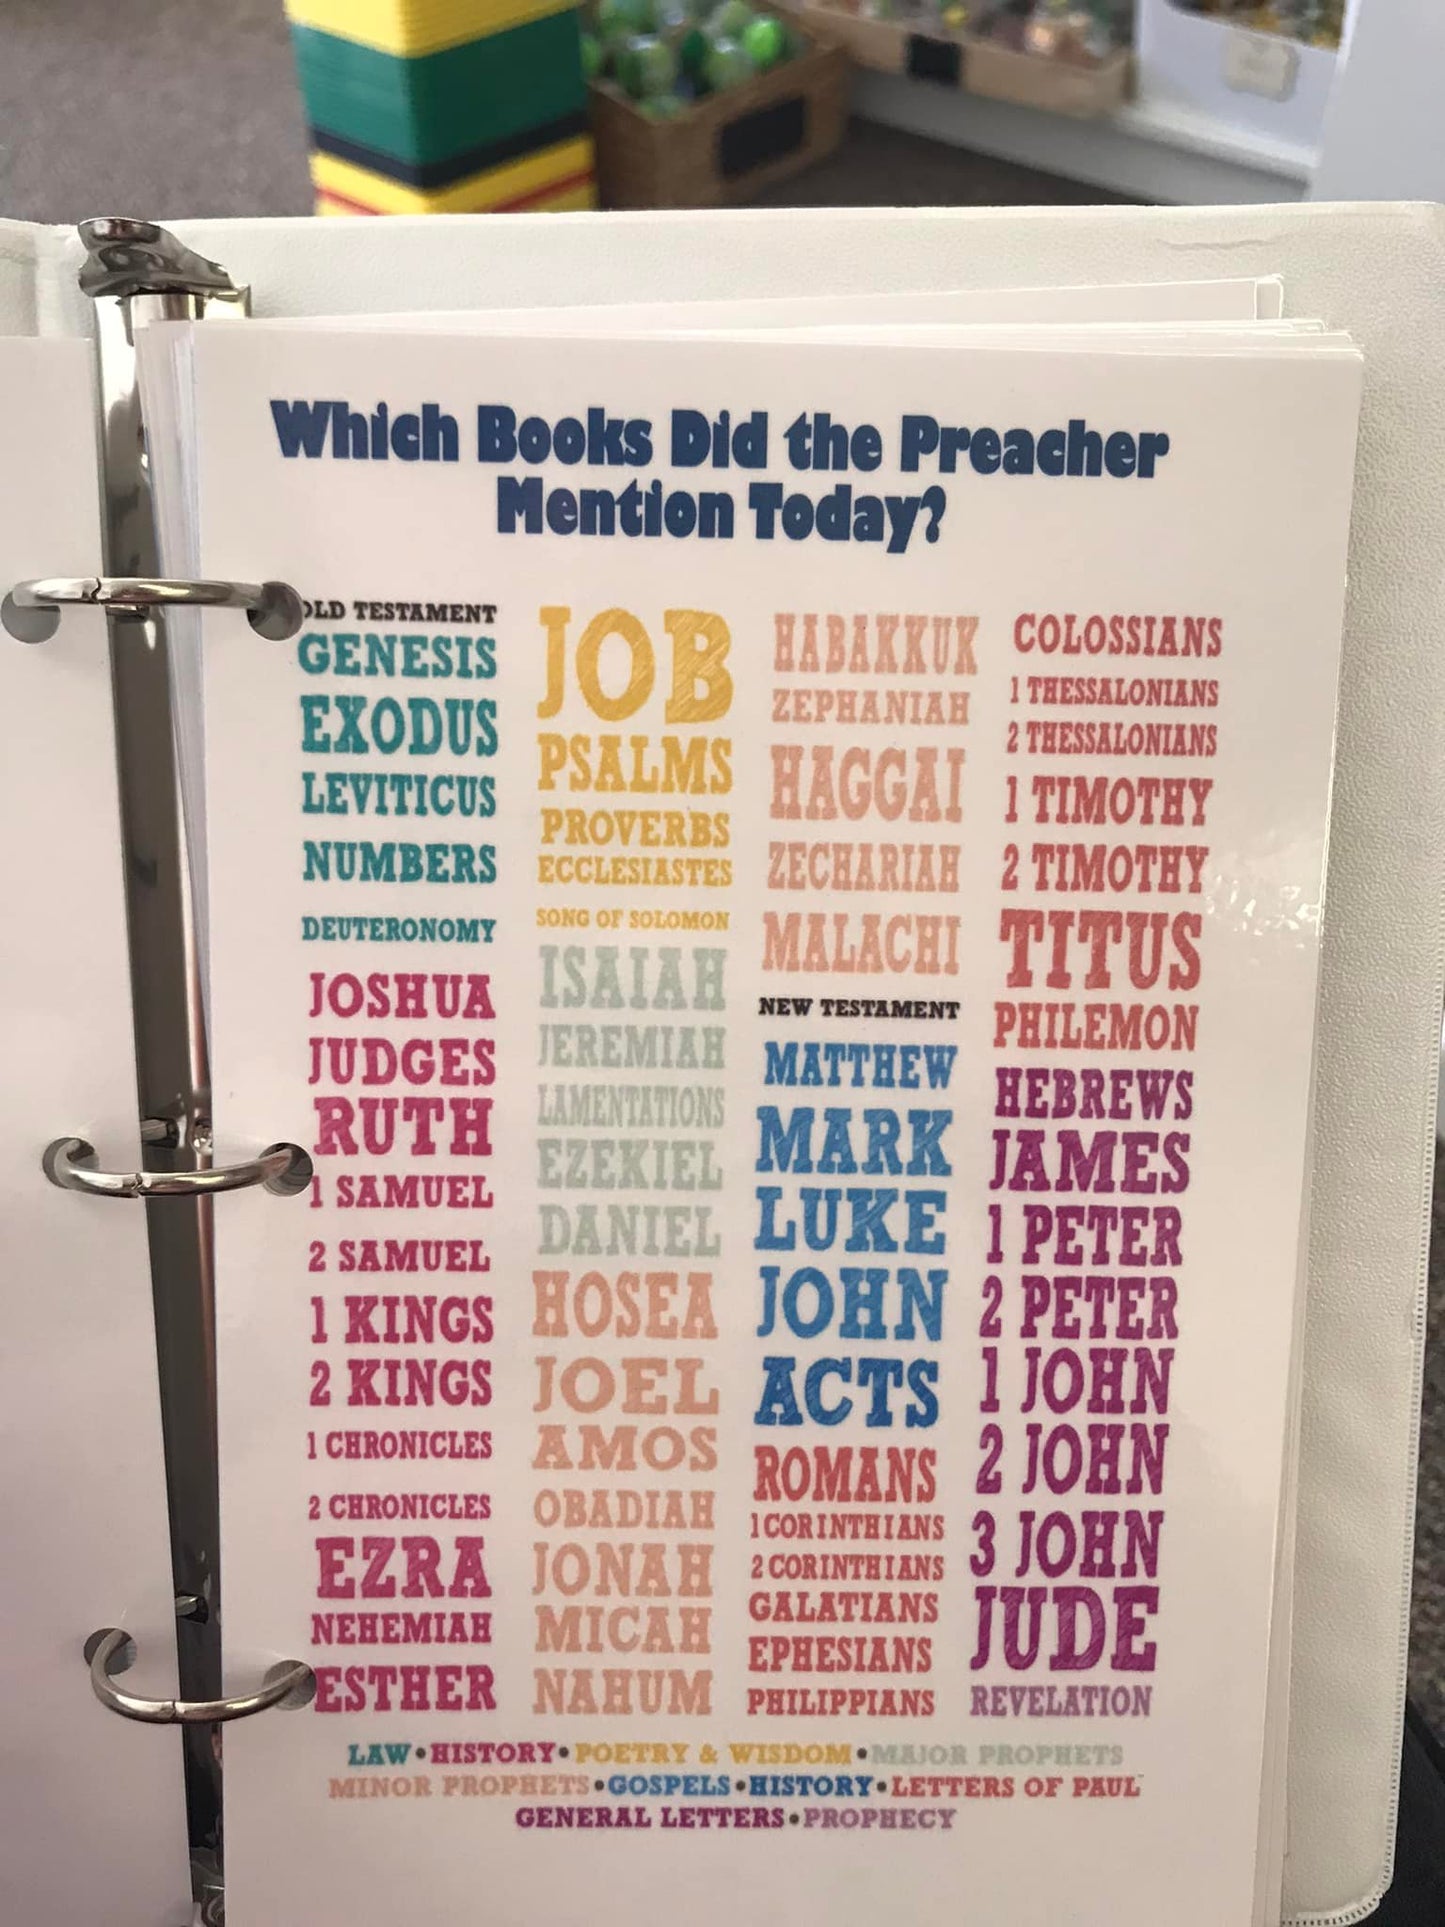 Which Books Did the Preacher
Mention Today?
OLD TESTAMENT
GENESIS
EXODUS
LEVITICUS
NUMBERS
DEUTERONOMY
JOSHUA
JUDGES
RUTH
1 SAMUEL
2 SAMUEL
1 KINGS
2 KINGS
1 CHRONICLES
2 CHRONICLES
EZRA
NEHEMIAH
ESTHER
JOB
PSALMS
PROVERBS
ECCLESIASTES
SONG OF SOLOMON
ISAIAH
JEREMIAH
LAMENTATIONS
EZEKIEL
DANIEL
HOSEA
JOEL
AMOS
OBADIAH
JONAH
MICAH
NAHUM
HABAKKUK
ZEPHANIAH
HAGGAI
ZECHARIAH
MALACHI
NEW TESTAMENT
MATTHEW
MARK
LUKE
JOHN
ACTS
ROMANS
1 CORINTHIANS
2 CORINTHIANS
GALATIANS
EPHESIANS
PHILIPPIANS
COLOSSIANS
1 THESSALONIANS
2 THESSALONIANS
1 TIMOTHY
2 TIMOTHY
TITUS
PHILEMON
HEBREWS
JAMES
1 PETER
2 PETER
1 JOHN
2 JOHN
3 JOHN
JUDE
REVELATION
LAW•HISTORY•POETRY & WISDOM•MAJOR PROPHETS
MINOR PROPHETS•GOSPELS•HISTORY•LETTERS OF PAUL
GENERAL LETTERS•PROPHECY